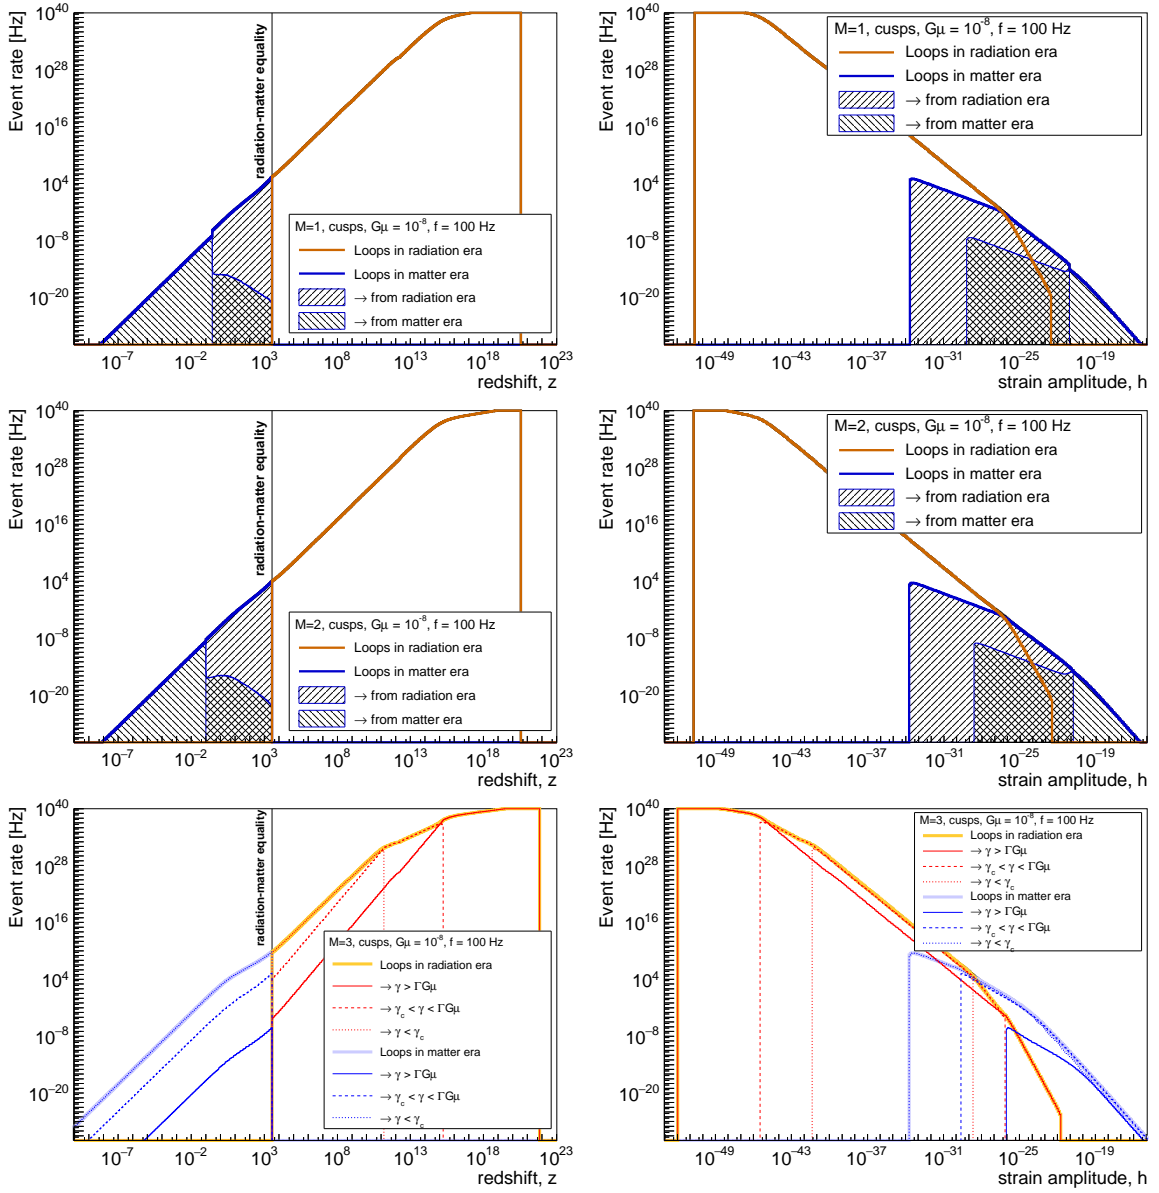 Event rate [Hz]
10^40
10^28
10^16
10^4
10^-8
10^-20
radiation-matter equality
M=1, cusps, Gμ = 10^-8, f = 100 Hz
Loops in radiation era
Loops in matter era
→ from radiation era
→ from matter era
10^-7 10^-2 10^3 10^8 10^13 10^18 10^23
redshift, z
Event rate [Hz]
10^40
10^28
10^16
10^4
10^-8
10^-20
M=1, cusps, Gμ = 10^-8, f = 100 Hz
Loops in radiation era
Loops in matter era
→ from radiation era
→ from matter era
10^-49 10^-43 10^-37 10^-31 10^-25 10^-19
strain amplitude, h
Event rate [Hz]
10^40
10^28
10^16
10^4
10^-8
10^-20
radiation-matter equality
M=2, cusps, Gμ = 10^-8, f = 100 Hz
Loops in radiation era
Loops in matter era
→ from radiation era
→ from matter era
10^-7 10^-2 10^3 10^8 10^13 10^18 10^23
redshift, z
Event rate [Hz]
10^40
10^28
10^16
10^4
10^-8
10^-20
M=2, cusps, Gμ = 10^-8, f = 100 Hz
Loops in radiation era
Loops in matter era
→ from radiation era
→ from matter era
10^-49 10^-43 10^-37 10^-31 10^-25 10^-19
strain amplitude, h
Event rate [Hz]
10^40
10^28
10^16
10^4
10^-8
10^-20
radiation-matter equality
M=3, cusps, Gμ = 10^-8, f = 100 Hz
Loops in radiation era
→ γ > ΓGμ
→ γ_c < γ < ΓGμ
→ γ < γ_c
Loops in matter era
→ γ > ΓGμ
→ γ_c < γ < ΓGμ
→ γ < γ_c
10^-7 10^-2 10^3 10^8 10^13 10^18 10^23
redshift, z
Event rate [Hz]
10^40
10^28
10^16
10^4
10^-8
10^-20
M=3, cusps, Gμ = 10^-8, f = 100 Hz
Loops in radiation era
→ γ > ΓGμ
→ γ_c < γ < ΓGμ
→ γ < γ_c
Loops in matter era
→ γ > ΓGμ
→ γ_c < γ < ΓGμ
→ γ < γ_c
10^-49 10^-43 10^-37 10^-31 10^-25 10^-19
strain amplitude, h